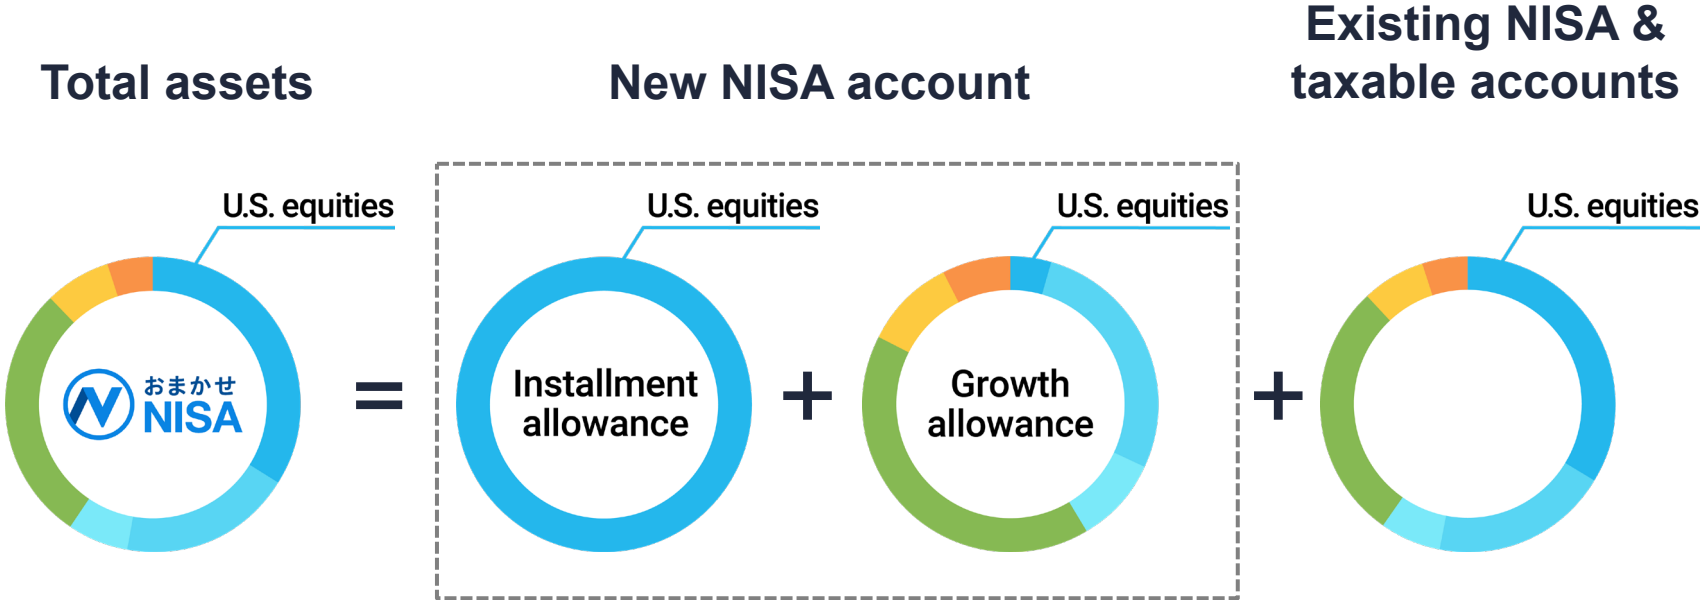 Total assets
New NISA account
Existing NISA &
taxable accounts
U.S. equities
U.S. equities
U.S. equities
U.S. equities
おまかせ
NISA
=
Installment
allowance
+
Growth
allowance
+